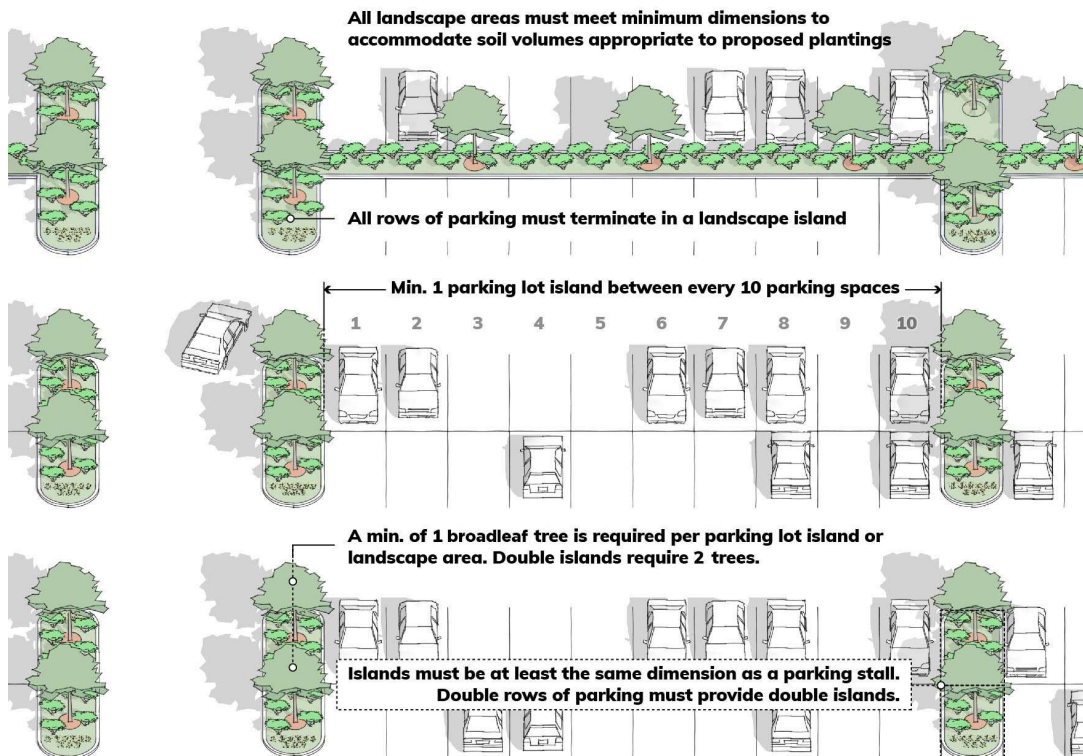 All landscape areas must meet minimum dimensions to
accommodate soil volumes appropriate to proposed plantings
All rows of parking must terminate in a landscape island
Min. 1 parking lot island between every 10 parking spaces
1 2 3 4 5 6 7 8 9 10
A min. of 1 broadleaf tree is required per parking lot island or
landscape area. Double islands require 2 trees.
Islands must be at least the same dimension as a parking stall.
Double rows of parking must provide double islands.